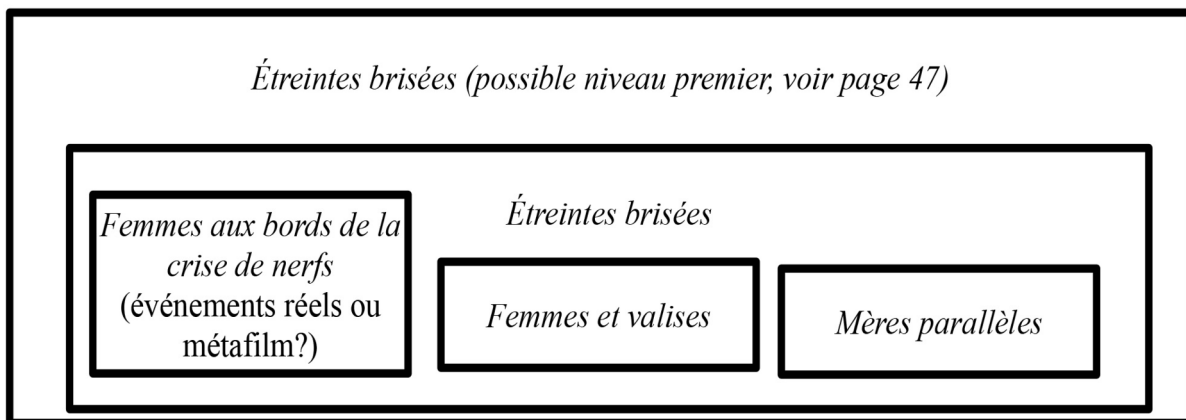 Étreintes brisées (possible niveau premier, voir page 47)
Étreintes brisées
Femmes aux bords de la
crise de nerfs
(événements réels ou
métafilm?)
Femmes et valises
Mères parallèles